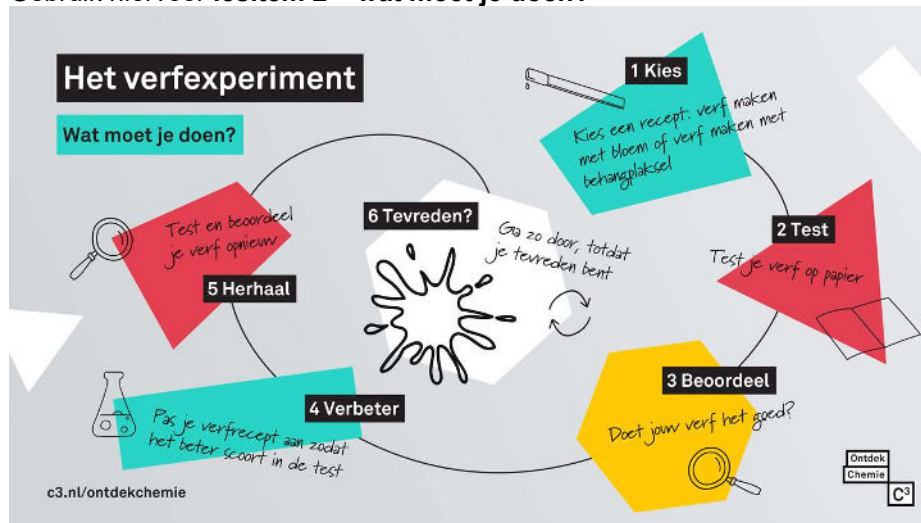 Het verfexperiment
Wat moet je doen?
1 Kies
Kies een recept: verf maken
met bloem of verf maken met
behangplaksel
2 Test
Test je verf op papier
3 Beoordeel
Doet jouw verf het goed?
4 Verbeter
Pas je verfrecept aan zodat
het beter scoort in de test
5 Herhaal
Test en beoordeel
je verf opnieuw
6 Tevreden?
Ga zo door, totdat
je tevreden bent
c3.nl/ontdekchemie
Ontdek
Chemie
C³